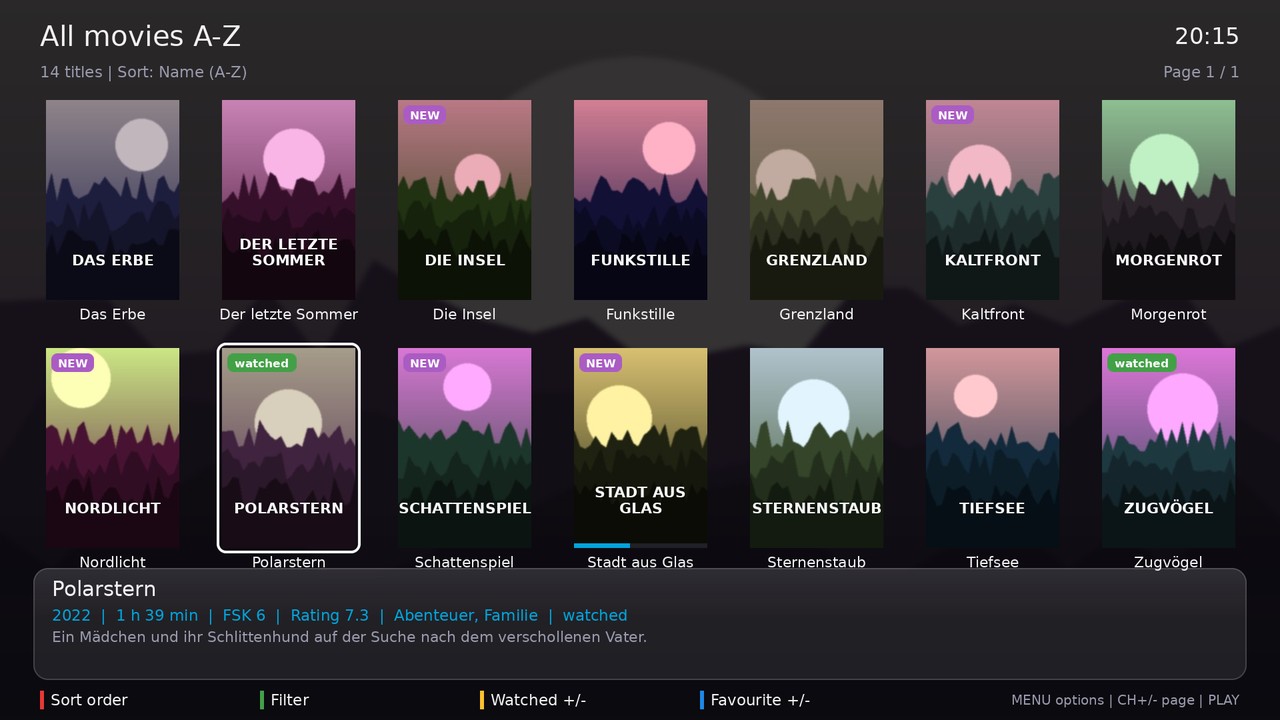 All movies A-Z
20:15
14 titles | Sort: Name (A-Z)
Page 1 / 1
NEW
NEW
DAS ERBE
DER LETZTE
SOMMER
DIE INSEL
FUNKSTILLE
GRENZLAND
KALTFRONT
MORGENROT
Das Erbe
Der letzte Sommer
Die Insel
Funkstille
Grenzland
Kaltfront
Morgenrot
NEW
watched
NEW
NEW
watched
NORDLICHT
POLARSTERN
SCHATTENSPIEL
STADT AUS
GLAS
STERNENSTAUB
TIEFSEE
ZUGVÖGEL
Nordlicht
Polarstern
Schattenspiel
Stadt aus Glas
Sternenstaub
Tiefsee
Zugvögel
Polarstern
2022 | 1 h 39 min | FSK 6 | Rating 7.3 | Abenteuer, Familie | watched
Ein Mädchen und ihr Schlittenhund auf der Suche nach dem verschollenen Vater.
Sort order
Filter
Watched +/-
Favourite +/-
MENU options | CH+/- page | PLAY